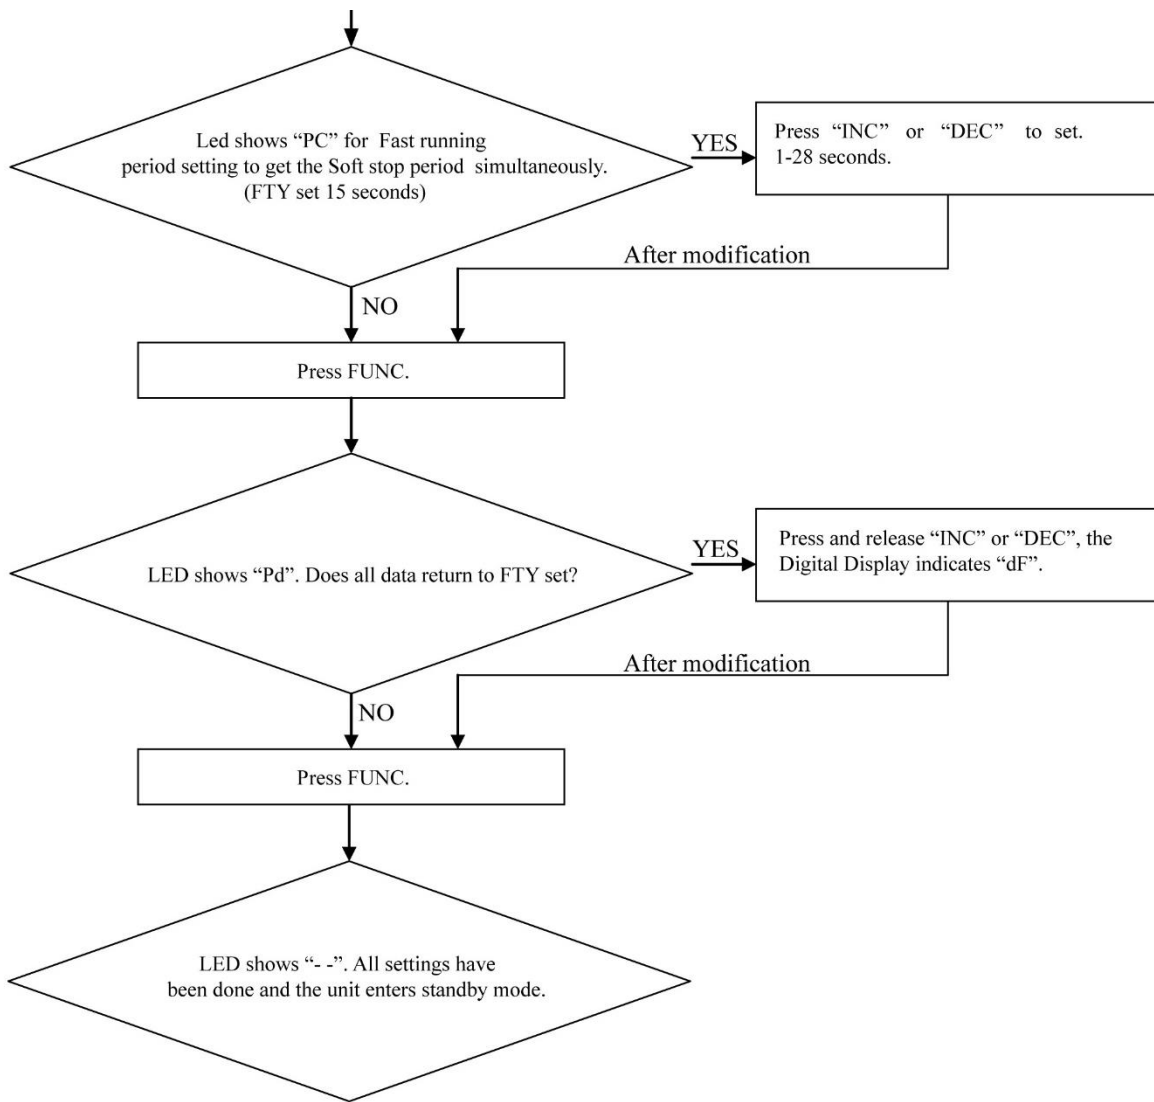 Led shows “PC” for Fast running
period setting to get the Soft stop period simultaneously.
(FTY set 15 seconds)
YES
Press “INC” or “DEC” to set.
1-28 seconds.
After modification
NO
Press FUNC.
LED shows “Pd”. Does all data return to FTY set?
YES
Press and release “INC” or “DEC”, the
Digital Display indicates “dF”.
After modification
NO
Press FUNC.
LED shows “- -”. All settings have
been done and the unit enters standby mode.